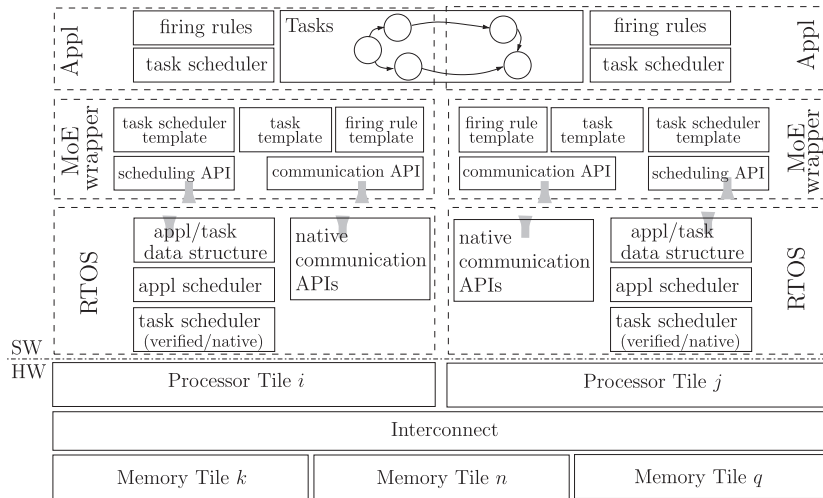 Appl
firing rules
task scheduler
Tasks
firing rules
task scheduler
Appl
MoE
wrapper
task scheduler
template
task
template
firing rule
template
scheduling API
communication API
firing rule
template
task
template
task scheduler
template
communication API
scheduling API
MoE
wrapper
RTOS
appl/task
data structure
appl scheduler
task scheduler
(verified/native)
native
communication
APIs
native
communication
APIs
appl/task
data structure
appl scheduler
task scheduler
(verified/native)
RTOS
SW
HW
Processor Tile i
Processor Tile j
Interconnect
Memory Tile k
Memory Tile n
Memory Tile q